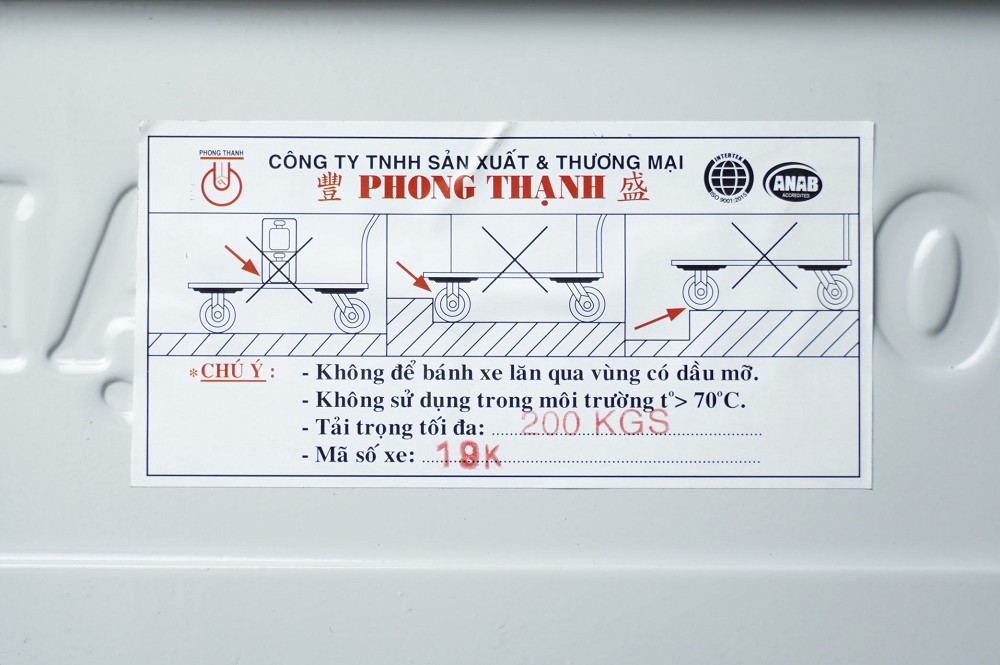 PHONG THANH
CÔNG TY TNHH SẢN XUẤT & THƯƠNG MẠI
豐 PHONG THẠNH 盛
INTERTEK
ISO 9001:2015
ANAB
ACCREDITED
*CHÚ Ý :
- Không để bánh xe lăn qua vùng có dầu mỡ.
- Không sử dụng trong môi trường t°> 70°C.
- Tải trọng tối đa: 200 KGS
- Mã số xe: 18K